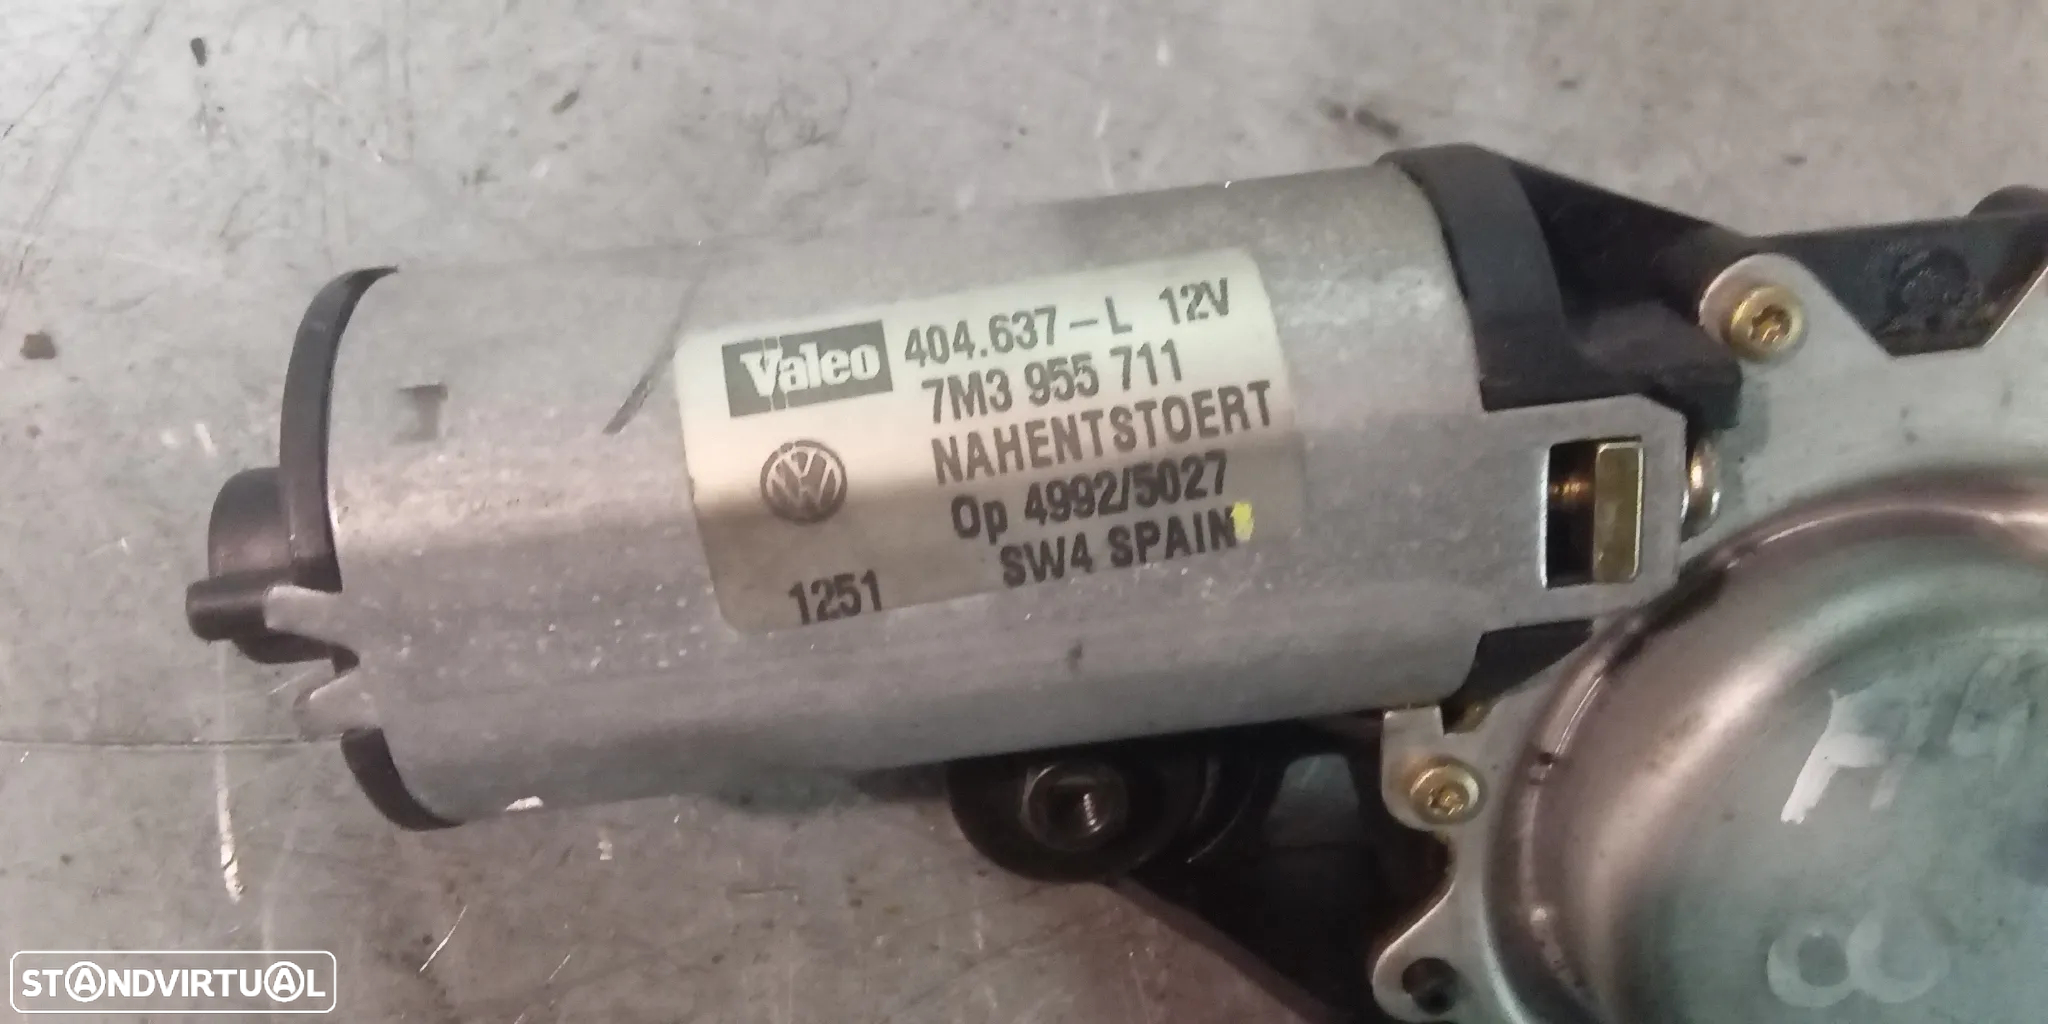 Valeo 404.637-L 12V
7M3 955 711
NAHENTSTOERT
Op 4992/5027
SW4 SPAIN
1251
STANDVIRTUAL